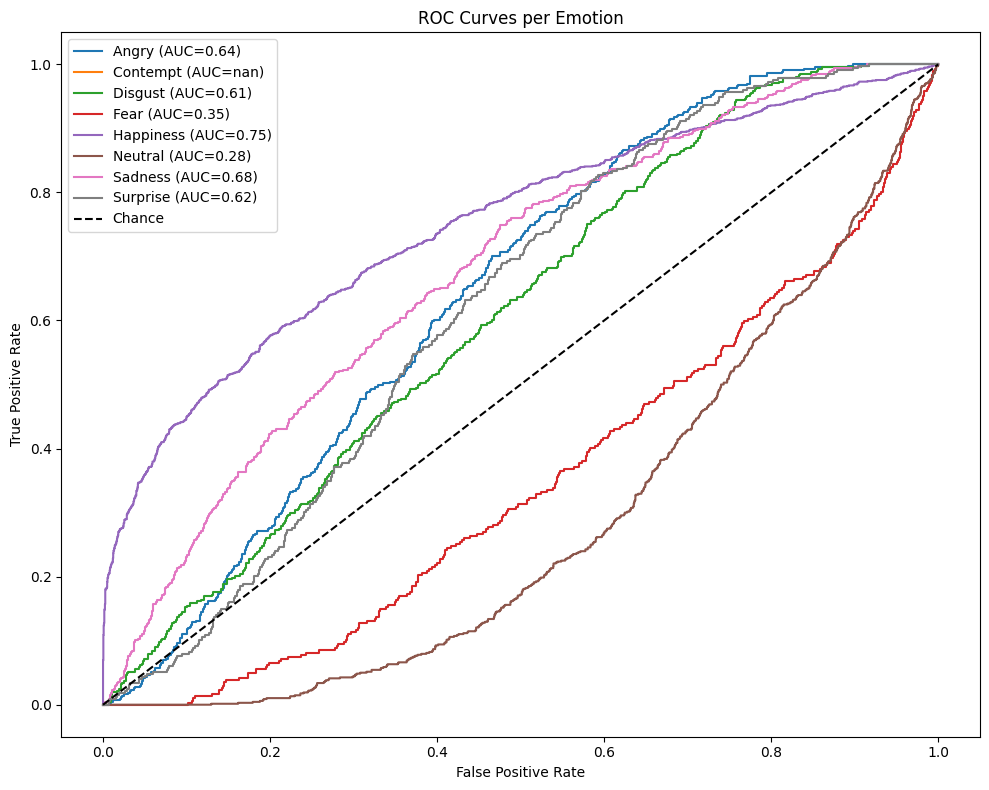 ROC Curves per Emotion
Angry (AUC=0.64)
Contempt (AUC=nan)
Disgust (AUC=0.61)
Fear (AUC=0.35)
Happiness (AUC=0.75)
Neutral (AUC=0.28)
Sadness (AUC=0.68)
Surprise (AUC=0.62)
Chance
True Positive Rate
1.0
0.8
0.6
0.4
0.2
0.0
0.0 0.2 0.4 0.6 0.8 1.0
False Positive Rate